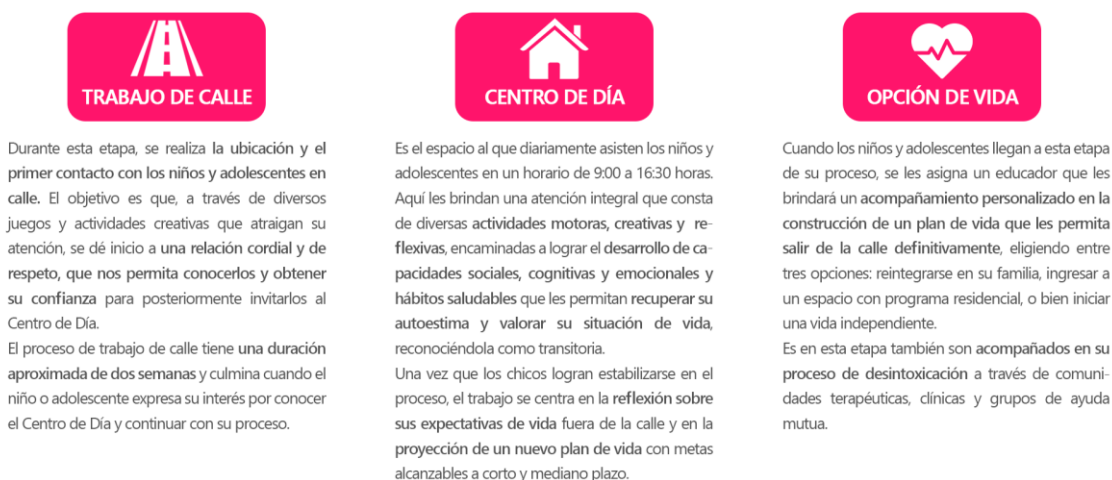 TRABAJO DE CALLE
Durante esta etapa, se realiza la ubicación y el
primer contacto con los niños y adolescentes en
calle. El objetivo es que, a través de diversos
juegos y actividades creativas que atraigan su
atención, se dé inicio a una relación cordial y de
respeto, que nos permita conocerlos y obtener
su confianza para posteriormente invitarlos al
Centro de Día.
El proceso de trabajo de calle tiene una duración
aproximada de dos semanas y culmina cuando el
niño o adolescente expresa su interés por conocer
el Centro de Día y continuar con su proceso.
CENTRO DE DÍA
Es el espacio al que diariamente asisten los niños y
adolescentes en un horario de 9:00 a 16:30 horas.
Aquí les brindan una atención integral que consta
de diversas actividades motoras, creativas y re-
flexivas, encaminadas a lograr el desarrollo de ca-
pacidades sociales, cognitivas y emocionales y
hábitos saludables que les permitan recuperar su
autoestima y valorar su situación de vida,
reconociéndola como transitoria.
Una vez que los chicos logran estabilizarse en el
proceso, el trabajo se centra en la reflexión sobre
sus expectativas de vida fuera de la calle y en la
proyección de un nuevo plan de vida con metas
alcanzables a corto y mediano plazo.
OPCIÓN DE VIDA
Cuando los niños y adolescentes llegan a esta etapa
de su proceso, se les asigna un educador que les
brindará un acompañamiento personalizado en la
construcción de un plan de vida que les permita
salir de la calle definitivamente, eligiendo entre
tres opciones: reintegrarse en su familia, ingresar a
un espacio con programa residencial, o bien iniciar
una vida independiente.
Es en esta etapa también son acompañados en su
proceso de desintoxicación a través de comuni-
dades terapéuticas, clínicas y grupos de ayuda
mutua.